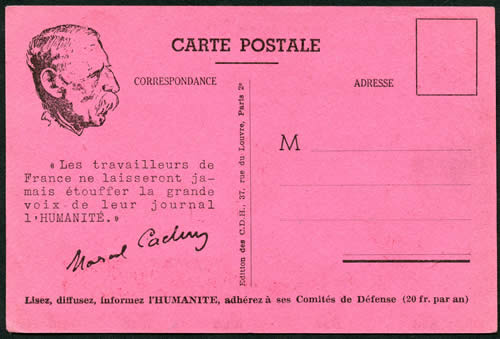 CARTE POSTALE
CORRESPONDANCE
ADRESSE
« Les travailleurs de
France ne laisseront ja-
mais étouffer la grande
voix de leur journal
l'HUMANITÉ.»
Marcel Cachin
Edition des C.D.H., 37, rue du Louvre, Paris 2e
M
Lisez, diffusez, informez l'HUMANITE, adhérez à ses Comités de Défense (20 fr. par an)